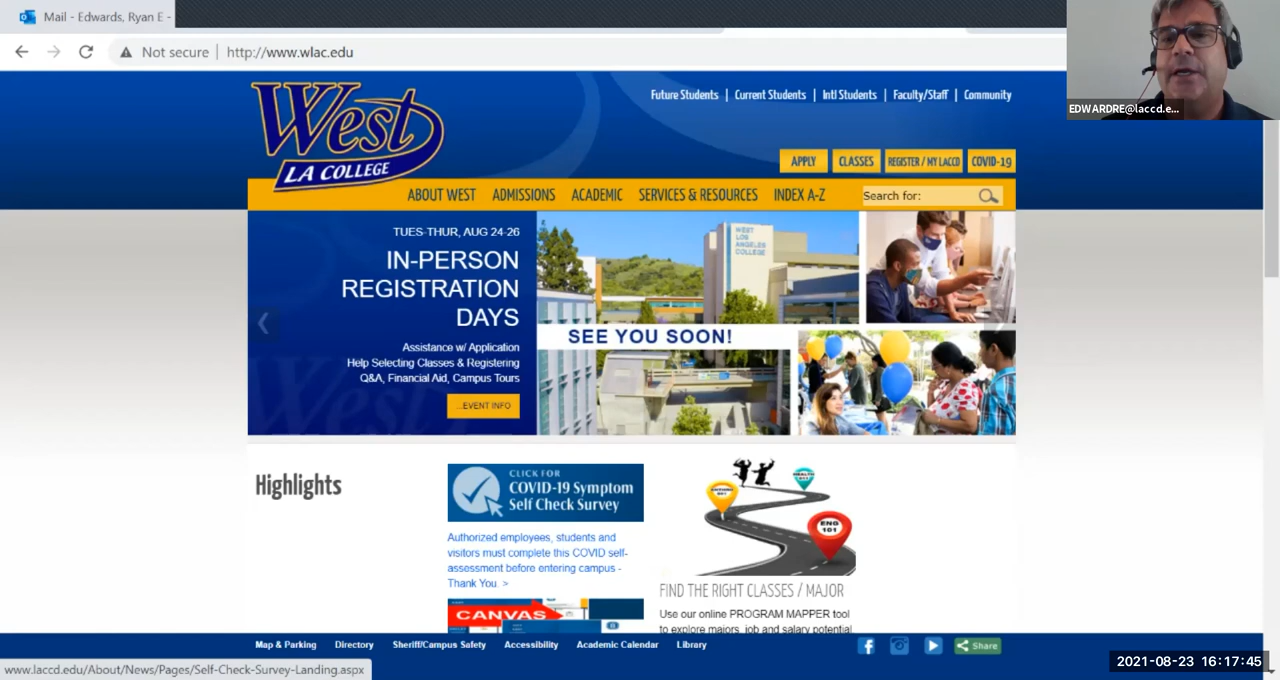 Mail - Edwards, Ryan E -
Not secure | http://www.wlac.edu
EDWARDRE@laccd.e...
West
LA COLLEGE
Future Students | Current Students | Intl Students | Faculty/Staff | Community
APPLY CLASSES REGISTER / MY LACCD COVID-19
ABOUT WEST ADMISSIONS ACADEMIC SERVICES & RESOURCES INDEX A-Z Search for:
TUES-THUR, AUG 24-26
IN-PERSON
REGISTRATION
DAYS
Assistance w/ Application
Help Selecting Classes & Registering
Q&A, Financial Aid, Campus Tours
...EVENT INFO
WEST
LOS
ANGELES
COLLEGE
SEE YOU SOON!
Highlights
CLICK FOR
COVID-19 Symptom
Self Check Survey
Authorized employees, students and
visitors must complete this COVID self-
assessment before entering campus -
Thank You. >
CANVAS
ENG
101
FIND THE RIGHT CLASSES / MAJOR
Use our online PROGRAM MAPPER tool
to explore majors, job and salary potential,
Map & Parking Directory Sheriff/Campus Safety Accessibility Academic Calendar Library
Share
www.laccd.edu/About/News/Pages/Self-Check-Survey-Landing.aspx
2021-08-23 16:17:45